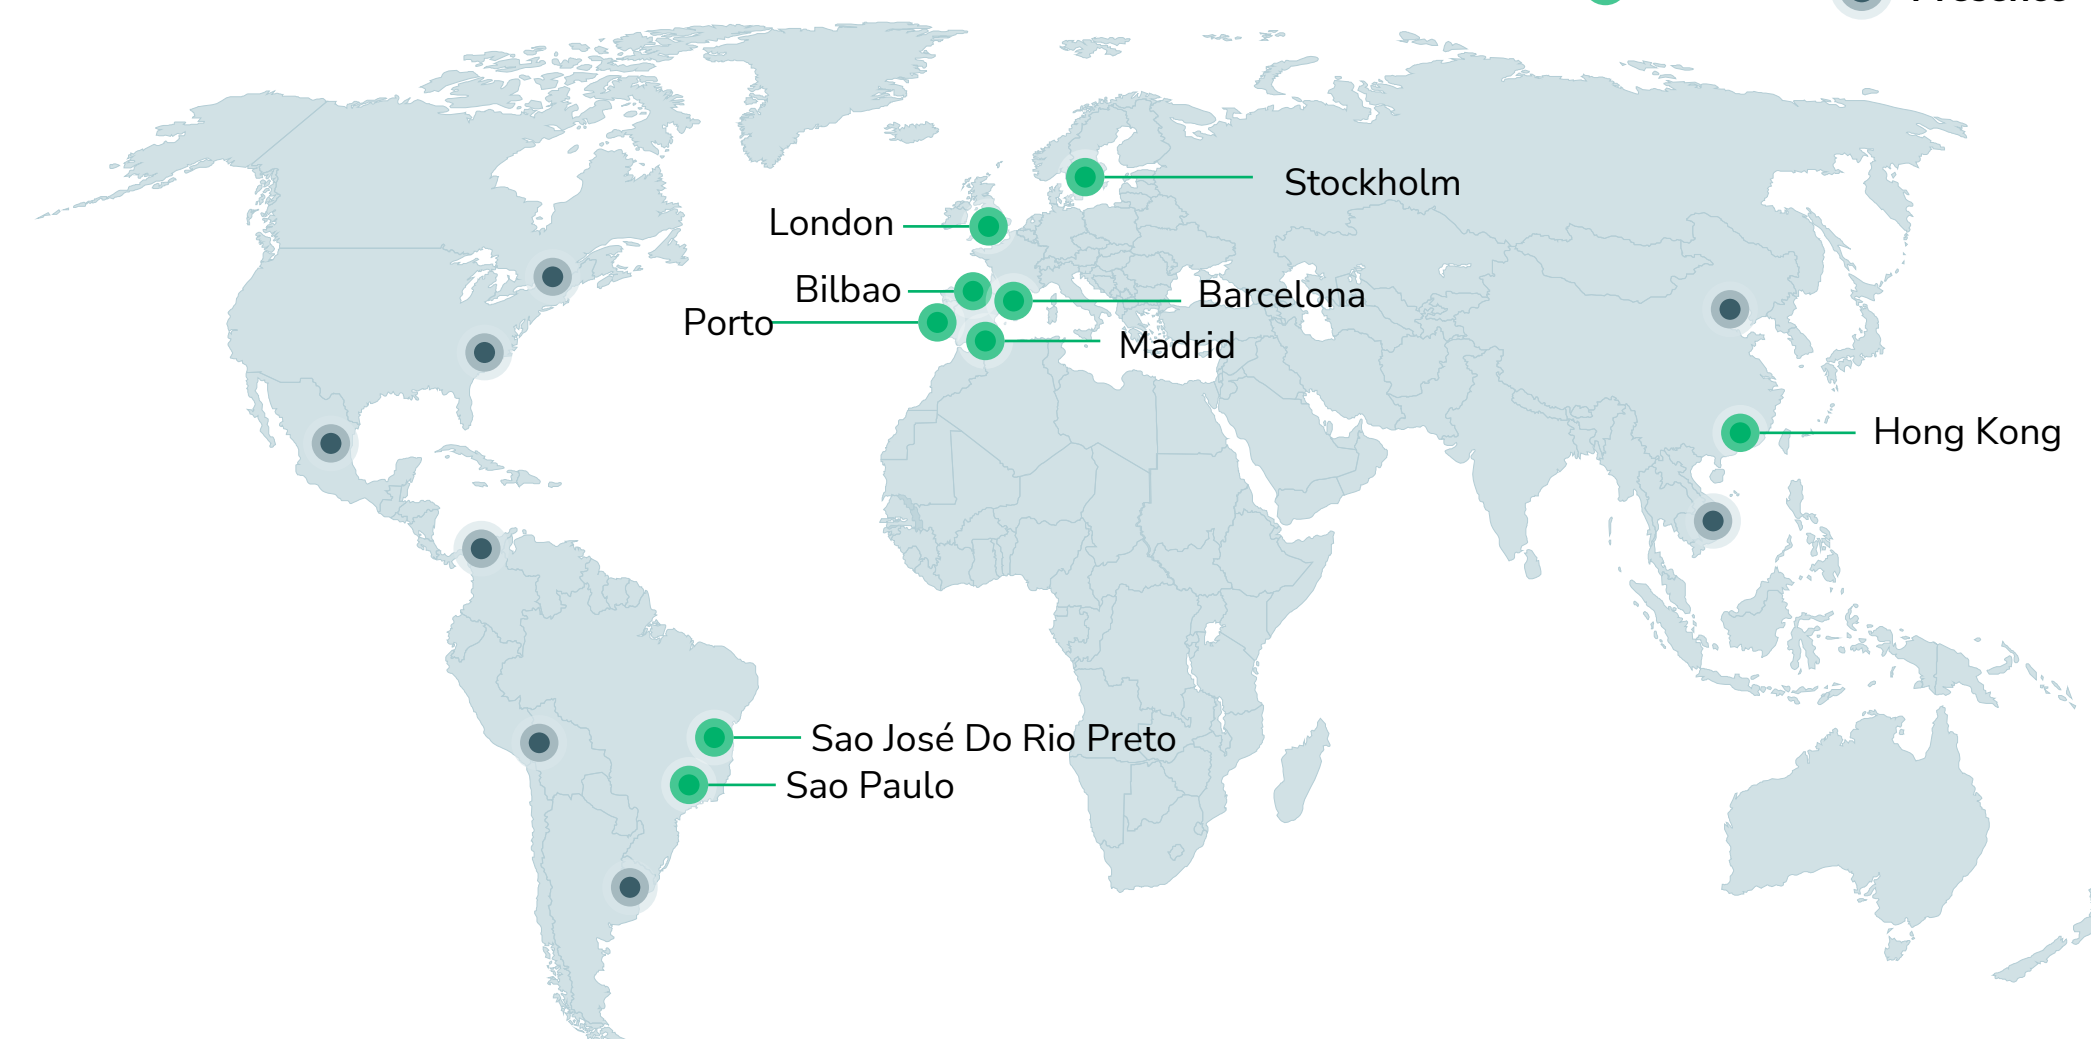 Stockholm
London
Bilbao
Barcelona
Porto
Madrid
Hong Kong
Sao José Do Rio Preto
Sao Paulo